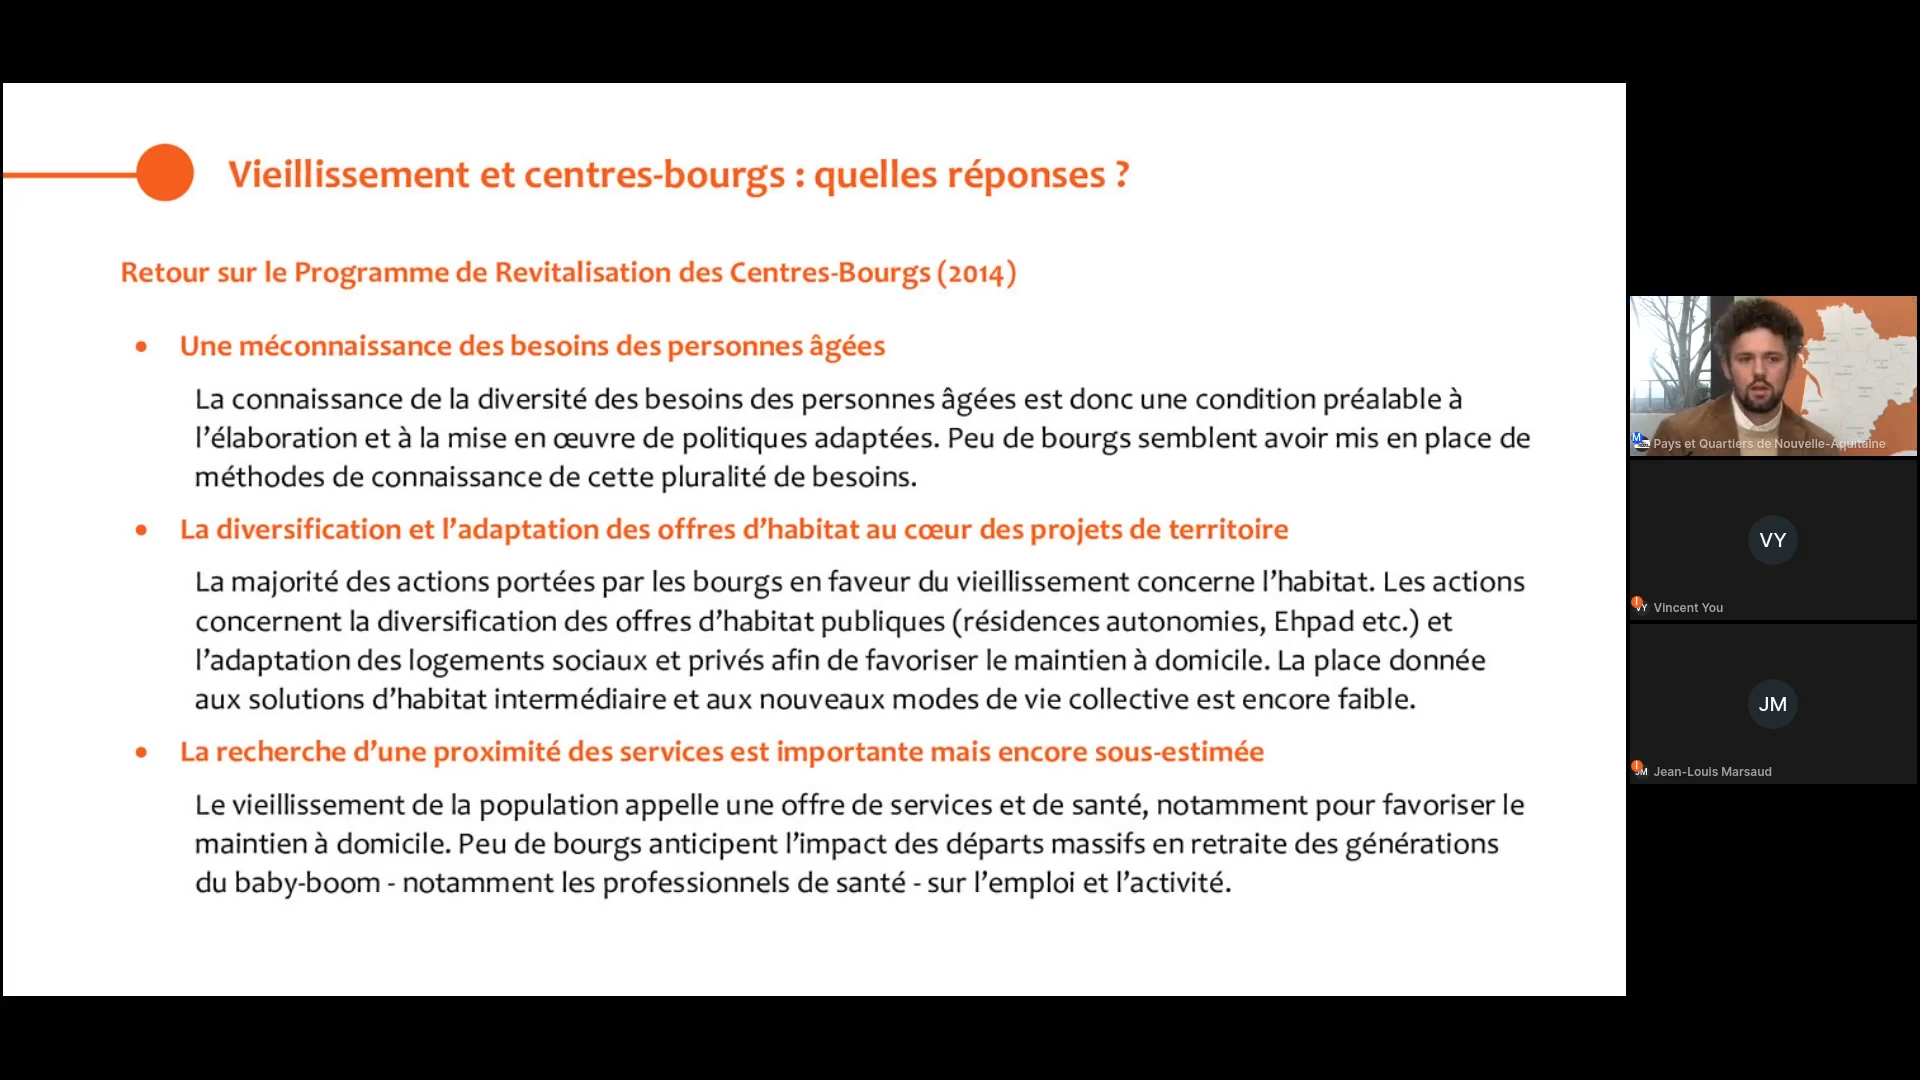 Vieillissement et centres-bourgs : quelles réponses ?
Retour sur le Programme de Revitalisation des Centres-Bourgs (2014)
• Une méconnaissance des besoins des personnes âgées
La connaissance de la diversité des besoins des personnes âgées est donc une condition préalable à
l'élaboration et à la mise en œuvre de politiques adaptées. Peu de bourgs semblent avoir mis en place de
méthodes de connaissance de cette pluralité de besoins.
• La diversification et l'adaptation des offres d'habitat au cœur des projets de territoire
La majorité des actions portées par les bourgs en faveur du vieillissement concerne l'habitat. Les actions
concernent la diversification des offres d'habitat publiques (résidences autonomies, Ehpad etc.) et
l'adaptation des logements sociaux et privés afin de favoriser le maintien à domicile. La place donnée
aux solutions d'habitat intermédiaire et aux nouveaux modes de vie collective est encore faible.
• La recherche d'une proximité des services est importante mais encore sous-estimée
Le vieillissement de la population appelle une offre de services et de santé, notamment pour favoriser le
maintien à domicile. Peu de bourgs anticipent l'impact des départs massifs en retraite des générations
du baby-boom - notamment les professionnels de santé - sur l'emploi et l'activité.
Pays et Quartiers de Nouvelle-Aquitaine
VY
Vincent You
JM
Jean-Louis Marsaud